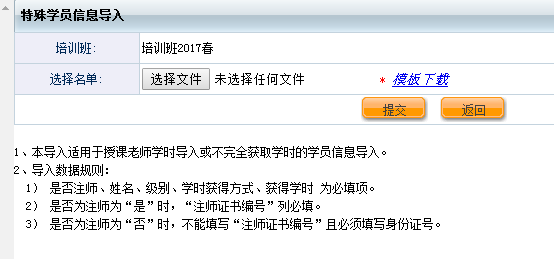 特殊学员信息导入
培训班: 培训班2017春
选择名单: 选择文件 未选择任何文件 * 模板下载
提交 返回
1、本导入适用于授课老师学时导入或不完全获取学时的学员信息导入。
2、导入数据规则:
1） 是否注师、姓名、级别、学时获得方式、获得学时 为必填项。
2） 是否为注师为“是”时，“注师证书编号”列必填。
3） 是否为注师为“否”时，不能填写“注师证书编号”且必须填写身份证号。